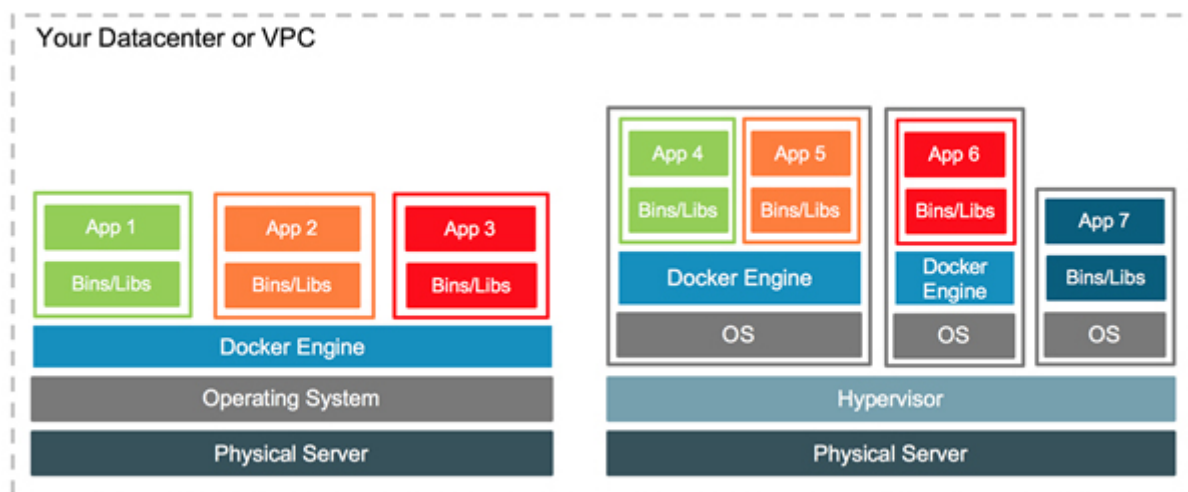 Your Datacenter or VPC
App 1
Bins/Libs
App 2
Bins/Libs
App 3
Bins/Libs
Docker Engine
Operating System
Physical Server
App 4
Bins/Libs
App 5
Bins/Libs
Docker Engine
OS
App 6
Bins/Libs
Docker
Engine
OS
App 7
Bins/Libs
OS
Hypervisor
Physical Server